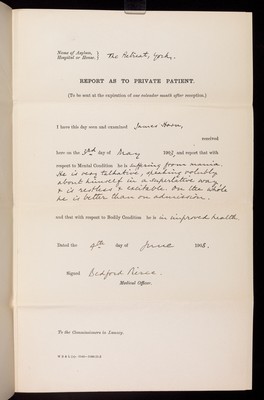 Name of Asylum,
Hospital or House. } The Retreat, York.
REPORT AS TO PRIVATE PATIENT.
(To be sent at the expiration of one calendar month after reception.)
I have this day seen and examined James
received
here on the 3rd day of May 190 and report that with
respect to Mental Condition he is suffering from mania.
He is very talkative, speaking volubly
about himself in a superlative way,
& is restless & excitable. On the whole
he is better than on admission.
and that with respect to Bodily Condition he is in improved health.
Dated the 4th day of June 190
Signed Bedford Pierce
Medical Officer.
To the Commissioners in Lunacy.